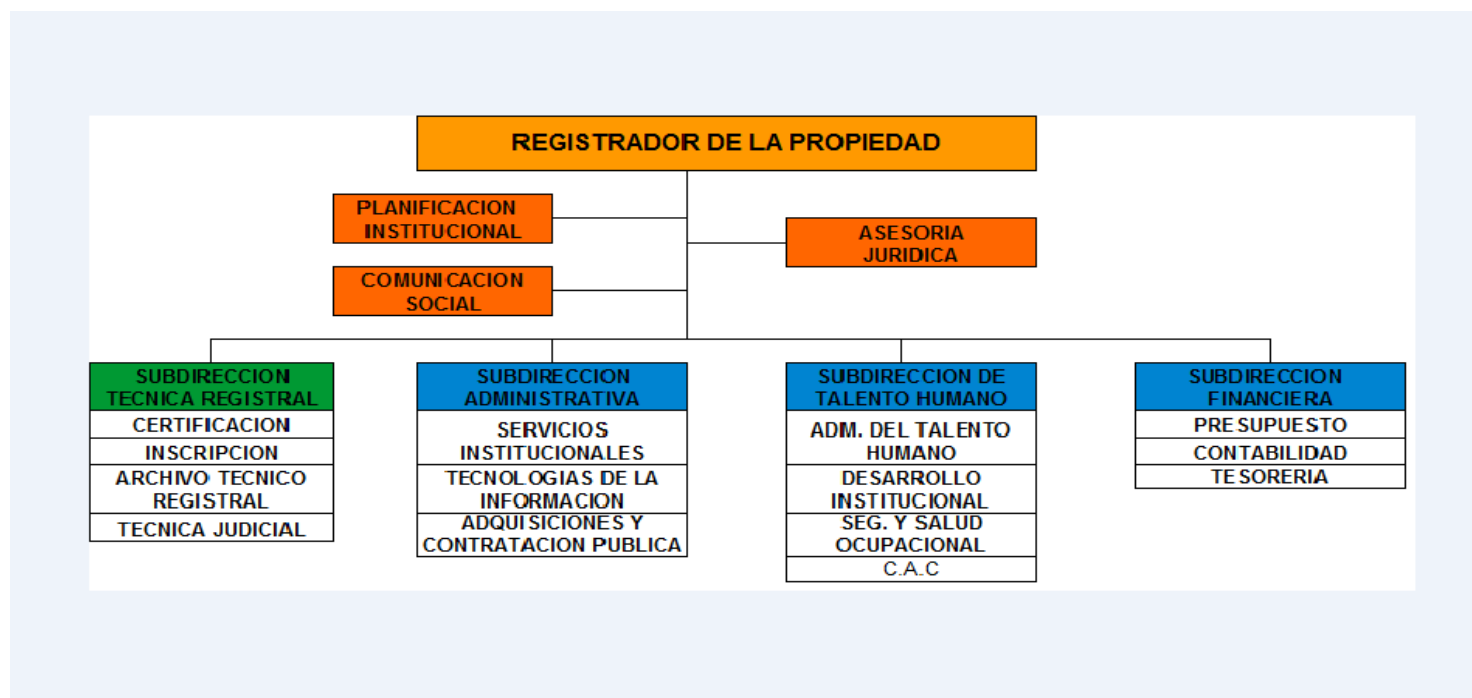 REGISTRADOR DE LA PROPIEDAD
PLANIFICACION
INSTITUCIONAL
ASESORIA
JURIDICA
COMUNICACION
SOCIAL
SUBDIRECCION
TECNICA REGISTRAL
CERTIFICACION
INSCRIPCION
ARCHIVO TECNICO
REGISTRAL
TECNICA JUDICIAL
SUBDIRECCION
ADMINISTRATIVA
SERVICIOS
INSTITUCIONALES
TECNOLOGIAS DE LA
INFORMACION
ADQUISICIONES Y
CONTRATACION PUBLICA
SUBDIRECCION DE
TALENTO HUMANO
ADM. DEL TALENTO
HUMANO
DESARROLLO
INSTITUCIONAL
SEG. Y SALUD
OCUPACIONAL
C.A.C
SUBDIRECCION
FINANCIERA
PRESUPUESTO
CONTABILIDAD
TESORERIA